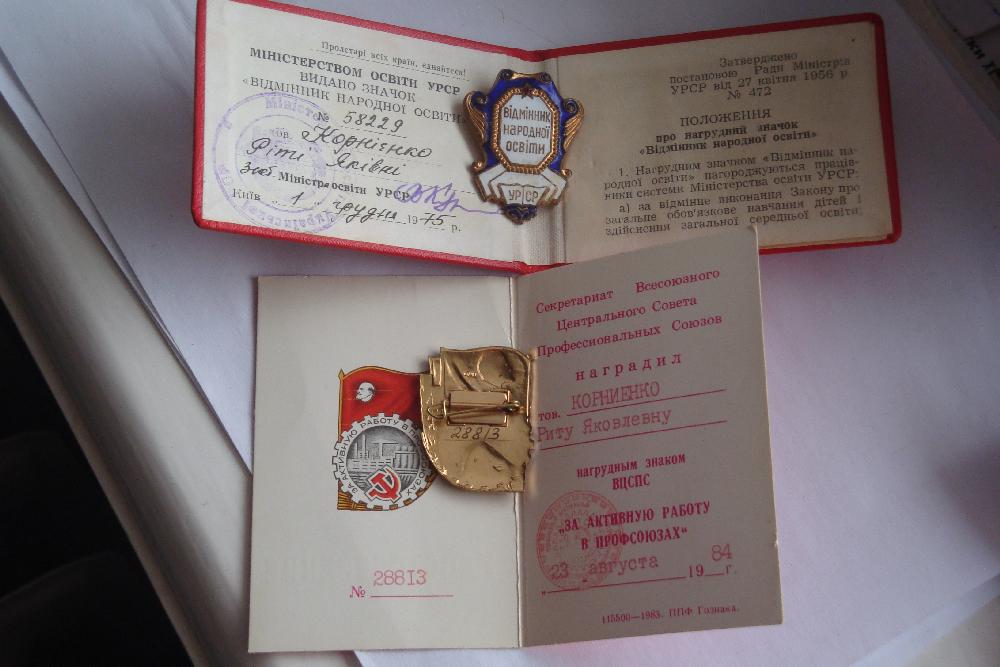 Пролетарі всіх країн, єднайтеся!
МІНІСТЕРСТВОМ ОСВІТИ УРСР
ВИДАНО ЗНАЧОК
«ВІДМІННИК НАРОДНОЇ ОСВІТИ»
№ 58229
тов. Корнієнко
Ріті Яківні
Міністр освіти УРСР
Київ „1 грудня 1975 р.
ВІДМІННИК
НАРОДНОЇ
ОСВІТИ
УРСР
Затверджено
постановою Ради Міністрів
УРСР від 27 квітня 1956 р.
№ 472
ПОЛОЖЕННЯ
про нагрудний значок
«Відмінник народної освіти»
1. Нагрудним значком «Відмінник на-
родної освіти» нагороджуються праців-
ники системи Міністерства освіти УРСР:
а) за відмінне виконання Закону про
загальне обов'язкове навчання дітей і
здійснення загальної середньої освіти;
ЗА АКТИВНУЮ РАБОТУ В ПРОФСОЮЗАХ
28813
№ 28813
Секретариат Всесоюзного
Центрального Совета
Профессиональных Союзов
наградил
тов. КОРНИЕНКО
Риту Яковлевну
нагрудным знаком
ВЦСПС
„ЗА АКТИВНУЮ РАБОТУ
В ПРОФСОЮЗАХ"
„23 августа 1984 г.
115500—1983. ППФ Гознака.